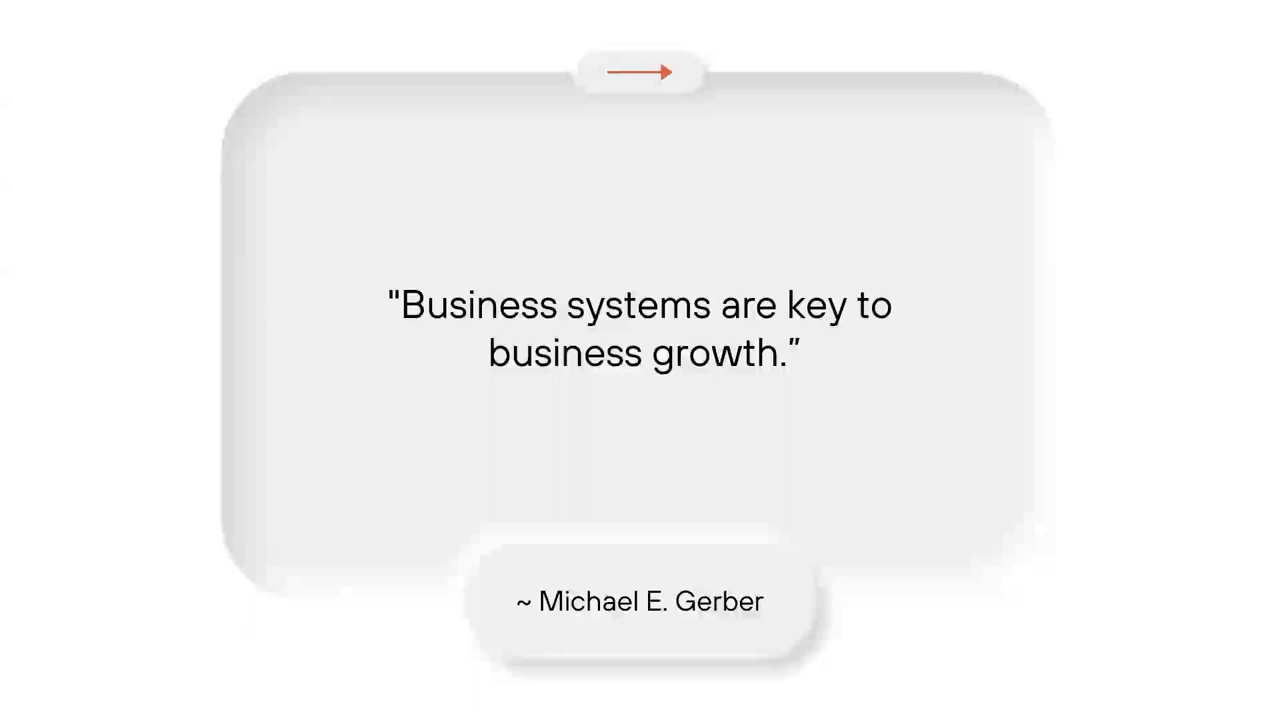 "Business systems are key to
business growth.”
~ Michael E. Gerber